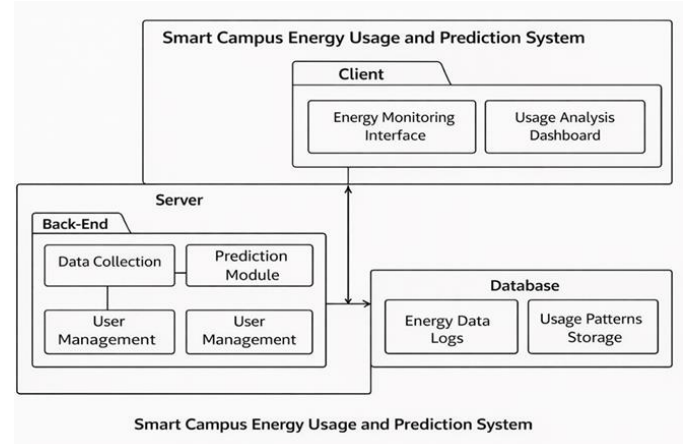 Smart Campus Energy Usage and Prediction System
Client
Energy Monitoring
Interface
Usage Analysis
Dashboard
Server
Back-End
Data Collection
Prediction
Module
User
Management
User
Management
Database
Energy Data
Logs
Usage Patterns
Storage
Smart Campus Energy Usage and Prediction System